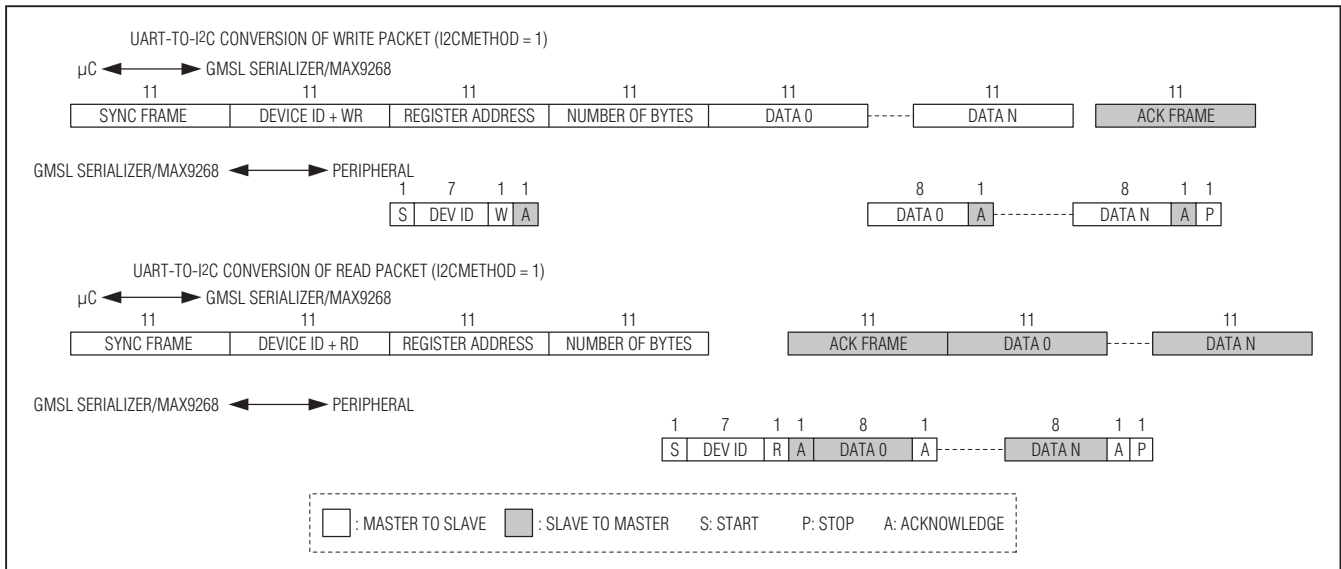 UART-TO-I2C CONVERSION OF WRITE PACKET (I2CMETHOD = 1)
µC GMSL SERIALIZER/MAX9268
11 11 11 11 11 11 11
SYNC FRAME DEVICE ID + WR REGISTER ADDRESS NUMBER OF BYTES DATA 0 DATA N ACK FRAME
GMSL SERIALIZER/MAX9268 PERIPHERAL
1 7 1 1 8 1 8 1 1
S DEV ID W A DATA 0 A DATA N A P
UART-TO-I2C CONVERSION OF READ PACKET (I2CMETHOD = 1)
µC GMSL SERIALIZER/MAX9268
11 11 11 11 11 11 11
SYNC FRAME DEVICE ID + RD REGISTER ADDRESS NUMBER OF BYTES ACK FRAME DATA 0 DATA N
GMSL SERIALIZER/MAX9268 PERIPHERAL
1 7 1 1 8 1 8 1 1
S DEV ID R A DATA 0 A DATA N A P
: MASTER TO SLAVE : SLAVE TO MASTER S: START P: STOP A: ACKNOWLEDGE